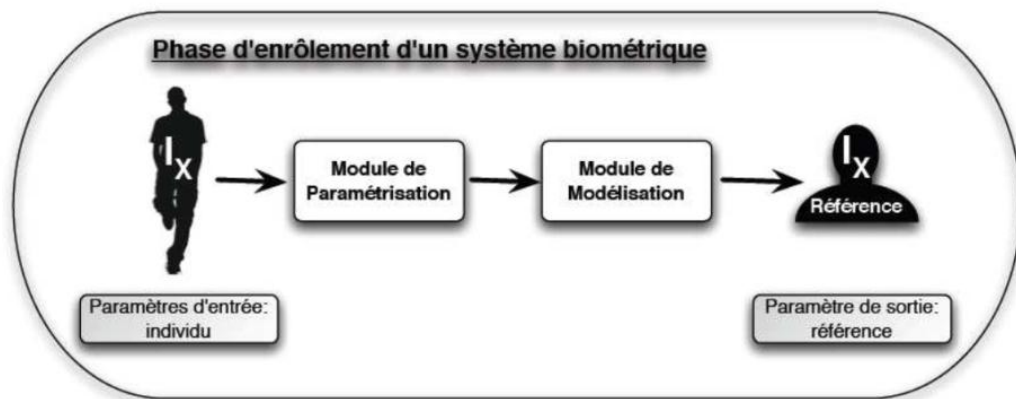 Phase d'enrôlement d'un système biométrique
I
X
Module de
Paramétrisation
Module de
Modélisation
I
X
Référence
Paramètres d'entrée:
individu
Paramètre de sortie:
référence